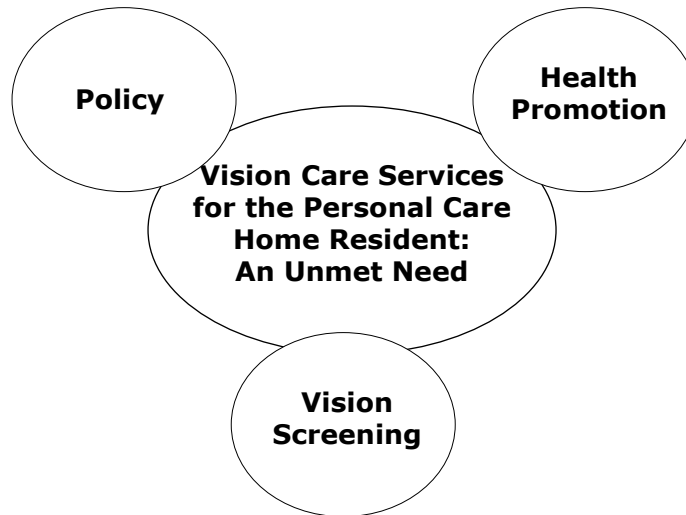 Policy
Health
Promotion
Vision Care Services
for the Personal Care
Home Resident:
An Unmet Need
Vision
Screening